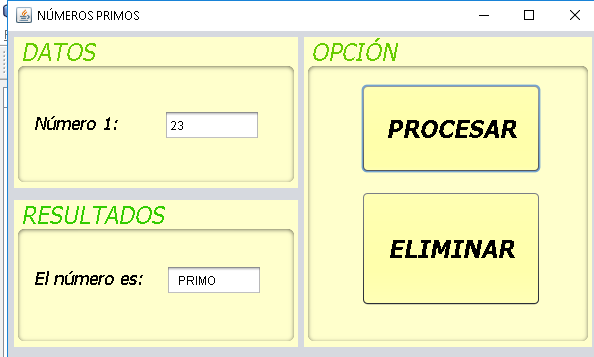 NÚMEROS PRIMOS
DATOS
Número 1:
23
RESULTADOS
El número es:
PRIMO
OPCIÓN
PROCESAR
ELIMINAR